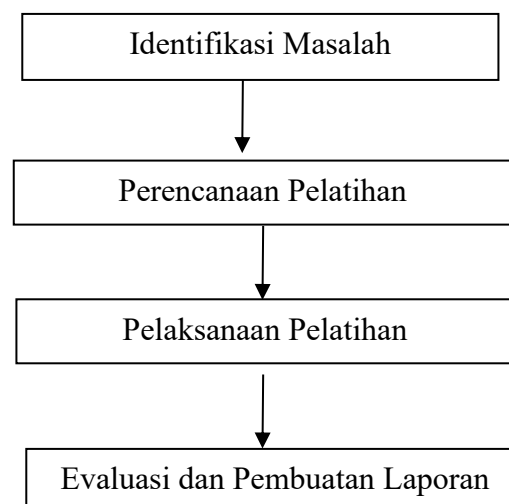 Identifikasi Masalah
Perencanaan Pelatihan
Pelaksanaan Pelatihan
Evaluasi dan Pembuatan Laporan